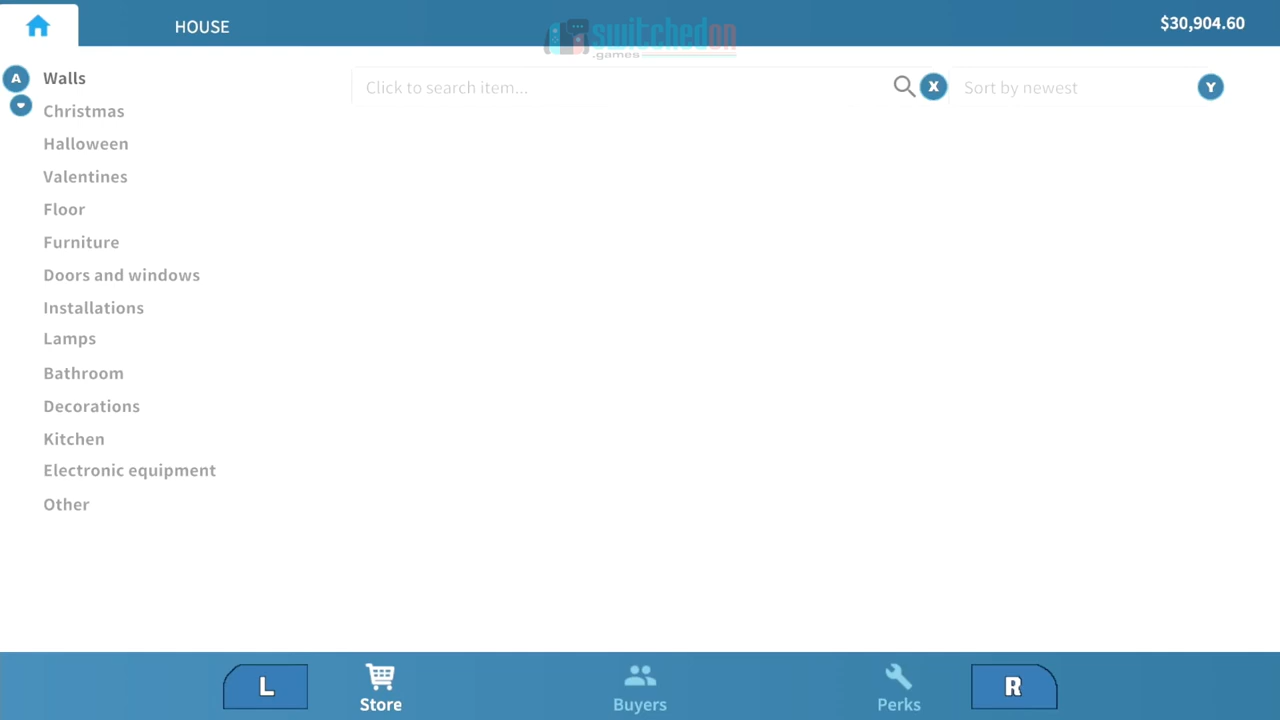 HOUSE
switchedon
.games
$30,904.60
A
Walls
Click to search item...
X
Sort by newest
Y
Christmas
Halloween
Valentines
Floor
Furniture
Doors and windows
Installations
Lamps
Bathroom
Decorations
Kitchen
Electronic equipment
Other
L
Store
Buyers
Perks
R